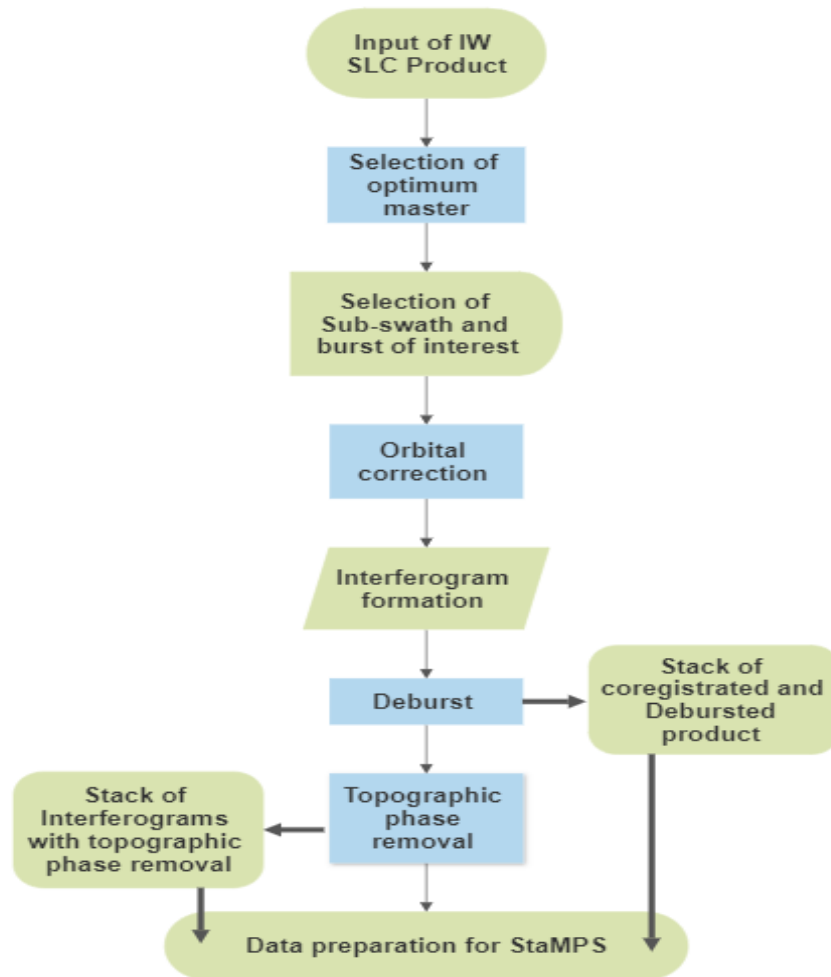 Input of IW
SLC Product
Selection of
optimum
master
Selection of
Sub-swath and
burst of interest
Orbital
correction
Interferogram
formation
Deburst
Stack of
coregistrated and
Debursted
product
Topographic
phase
removal
Stack of
Interferograms
with topographic
phase removal
Data preparation for StaMPS